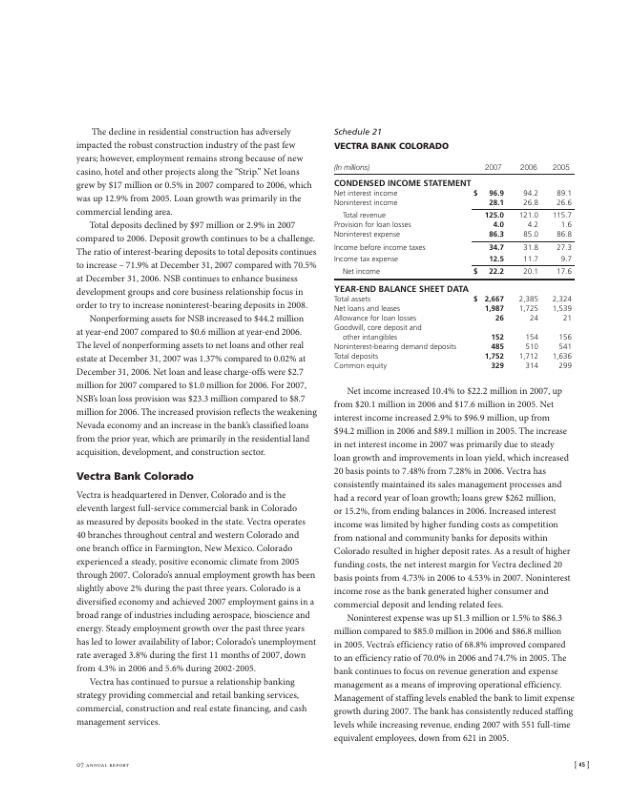 The decline in residential construction has adversely
impacted the robust construction industry of the past few
years; however, employment remains strong because of new
casino, hotel and other projects along the “Strip.” Net loans
grew by $17 million or 0.5% in 2007 compared to 2006, which
was up 12.9% from 2005. Loan growth was primarily in the
commercial lending area.
Total deposits declined by $97 million or 2.9% in 2007
compared to 2006. Deposit growth continues to be a challenge.
The ratio of interest-bearing deposits to total deposits continues
to increase – 71.9% at December 31, 2007 compared with 70.5%
at December 31, 2006. NSB continues to enhance business
development groups and core business relationship focus in
order to try to increase noninterest-bearing deposits in 2008.
Nonperforming assets for NSB increased to $44.2 million
at year-end 2007 compared to $0.6 million at year-end 2006.
The level of nonperforming assets to net loans and other real
estate at December 31, 2007 was 1.37% compared to 0.02% at
December 31, 2006. Net loan and lease charge-offs were $2.7
million for 2007 compared to $1.0 million for 2006. For 2007,
NSB’s loan loss provision was $23.3 million compared to $8.7
million for 2006. The increased provision reflects the weakening
Nevada economy and an increase in the bank’s classified loans
from the prior year, which are primarily in the residential land
acquisition, development, and construction sector.
Vectra Bank Colorado
Vectra is headquartered in Denver, Colorado and is the
eleventh largest full-service commercial bank in Colorado
as measured by deposits booked in the state. Vectra operates
40 branches throughout central and western Colorado and
one branch office in Farmington, New Mexico. Colorado
experienced a steady, positive economic climate from 2005
through 2007. Colorado’s annual employment growth has been
slightly above 2% during the past three years. Colorado is a
diversified economy and achieved 2007 employment gains in a
broad range of industries including aerospace, bioscience and
energy. Steady employment growth over the past three years
has led to lower availability of labor; Colorado’s unemployment
rate averaged 3.8% during the first 11 months of 2007, down
from 4.3% in 2006 and 5.6% during 2002-2005.
Vectra has continued to pursue a relationship banking
strategy providing commercial and retail banking services,
commercial, construction and real estate financing, and cash
management services.
Schedule 21
VECTRA BANK COLORADO
(In millions) 2007 2006 2005
CONDENSED INCOME STATEMENT
Net interest income $ 96.9 94.2 89.1
Noninterest income 28.1 26.8 26.6
Total revenue 125.0 121.0 115.7
Provision for loan losses 4.0 4.2 1.6
Noninterest expense 86.3 85.0 86.8
Income before income taxes 34.7 31.8 27.3
Income tax expense 12.5 11.7 9.7
Net income $ 22.2 20.1 17.6
YEAR-END BALANCE SHEET DATA
Total assets $ 2,667 2,385 2,324
Net loans and leases 1,987 1,725 1,539
Allowance for loan losses 26 24 21
Goodwill, core deposit and
other intangibles 152 154 156
Noninterest-bearing demand deposits 485 510 541
Total deposits 1,752 1,712 1,636
Common equity 329 314 299
Net income increased 10.4% to $22.2 million in 2007, up
from $20.1 million in 2006 and $17.6 million in 2005. Net
interest income increased 2.9% to $96.9 million, up from
$94.2 million in 2006 and $89.1 million in 2005. The increase
in net interest income in 2007 was primarily due to steady
loan growth and improvements in loan yield, which increased
20 basis points to 7.48% from 7.28% in 2006. Vectra has
consistently maintained its sales management processes and
had a record year of loan growth; loans grew $262 million,
or 15.2%, from ending balances in 2006. Increased interest
income was limited by higher funding costs as competition
from national and community banks for deposits within
Colorado resulted in higher deposit rates. As a result of higher
funding costs, the net interest margin for Vectra declined 20
basis points from 4.73% in 2006 to 4.53% in 2007. Noninterest
income rose as the bank generated higher consumer and
commercial deposit and lending related fees.
Noninterest expense was up $1.3 million or 1.5% to $86.3
million compared to $85.0 million in 2006 and $86.8 million
in 2005. Vectra’s efficiency ratio of 68.8% improved compared
to an efficiency ratio of 70.0% in 2006 and 74.7% in 2005. The
bank continues to focus on revenue generation and expense
management as a means of improving operational efficiency.
Management of staffing levels enabled the bank to limit expense
growth during 2007. The bank has consistently reduced staffing
levels while increasing revenue, ending 2007 with 551 full-time
equivalent employees, down from 621 in 2005.
07 ANNUAL REPORT
[ 45 ]